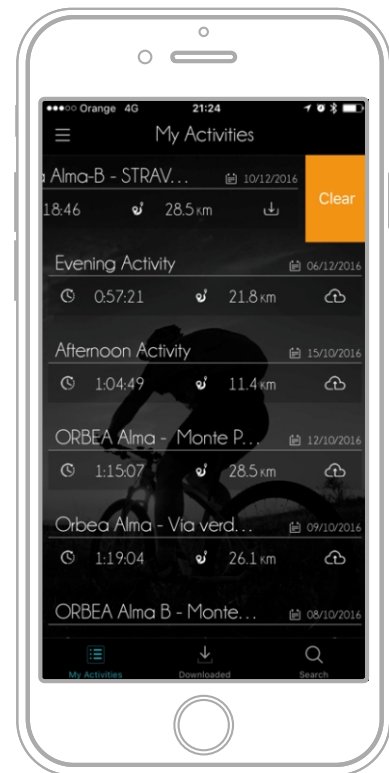 Orange 4G 21:24
My Activities
Alma-B - STRAV... 10/12/2016
Clear
18:46 28.5 KM
Evening Activity 06/12/2016
0:57:21 21.8 KM
Afternoon Activity 15/10/2016
1:04:49 11.4 KM
ORBEA Alma - Monte P... 12/10/2016
1:15:07 28.5 KM
Orbea Alma - Vía verd... 09/10/2016
1:19:04 26.1 KM
ORBEA Alma B - Monte... 08/10/2016
My Activities Downloaded Search